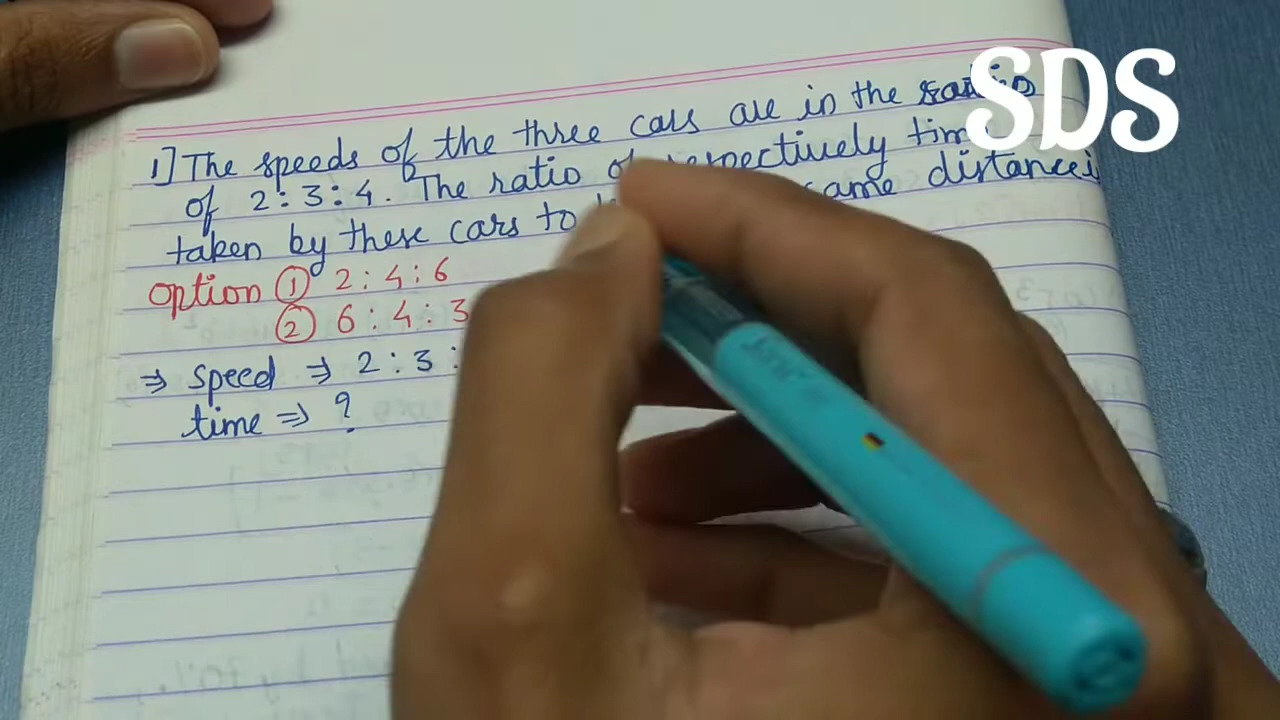 SDS
1] The speeds of the three cars are in the ratio
of 2 : 3 : 4. The ratio of respectively time
taken by these cars to same distance i
option ① 2 : 4 : 6
② 6 : 4 : 3
⇒ speed ⇒ 2 : 3 :
time ⇒ ?